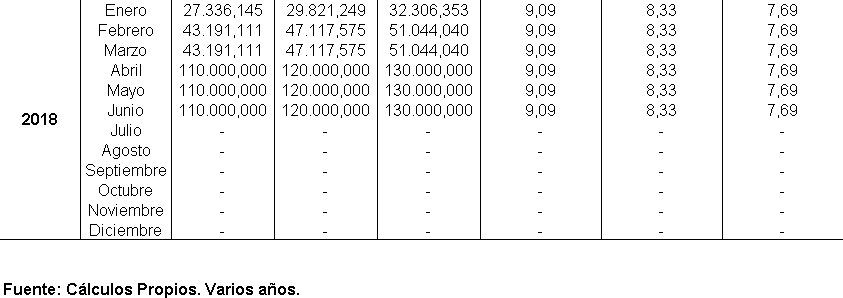 Enero 27.336,145 29.821,249 32.306,353 9,09 8,33 7,69
Febrero 43.191,111 47.117,575 51.044,040 9,09 8,33 7,69
Marzo 43.191,111 47.117,575 51.044,040 9,09 8,33 7,69
Abril 110.000,000 120.000,000 130.000,000 9,09 8,33 7,69
Mayo 110.000,000 120.000,000 130.000,000 9,09 8,33 7,69
2018 Junio 110.000,000 120.000,000 130.000,000 9,09 8,33 7,69
Julio - - - - - -
Agosto - - - - - -
Septiembre - - - - - -
Octubre - - - - - -
Noviembre - - - - - -
Diciembre - - - - - -
Fuente: Cálculos Propios. Varios años.